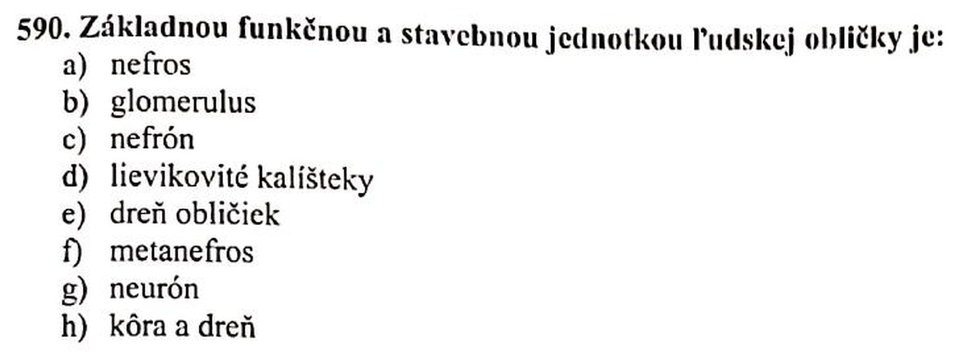 590. Základnou funkčnou a stavebnou jednotkou ľudskej obličky je:
a) nefros
b) glomerulus
c) nefrón
d) lievikovité kalíšteky
e) dreň obličiek
f) metanefros
g) neurón
h) kôra a dreň